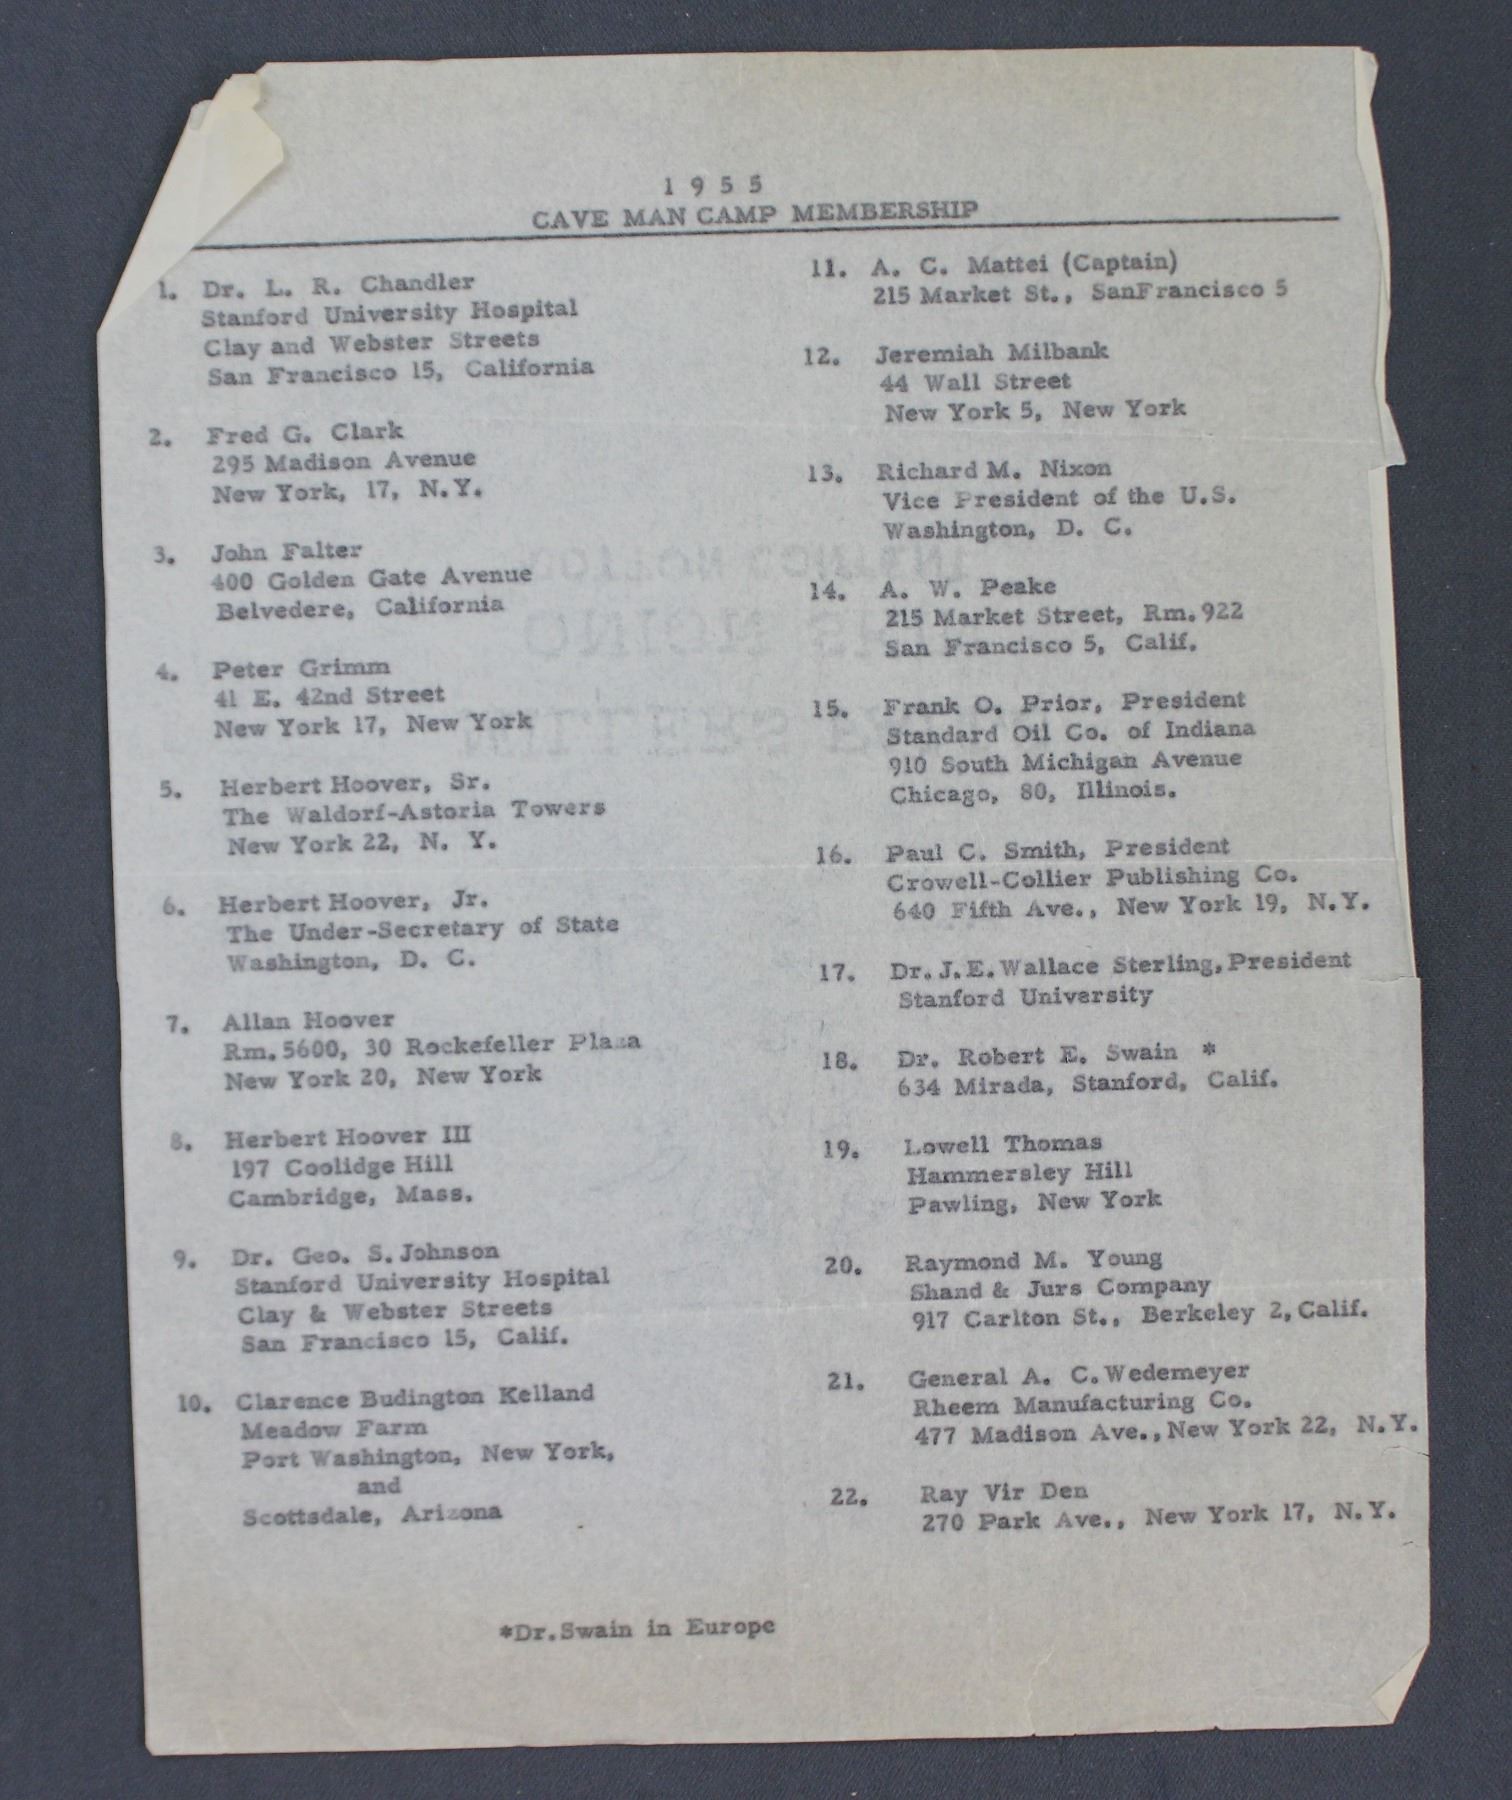 1 9 5 5
CAVE MAN CAMP MEMBERSHIP
1. Dr. L. R. Chandler
Stanford University Hospital
Clay and Webster Streets
San Francisco 15, California
2. Fred G. Clark
295 Madison Avenue
New York, 17, N.Y.
3. John Falter
400 Golden Gate Avenue
Belvedere, California
4. Peter Grimm
41 E. 42nd Street
New York 17, New York
5. Herbert Hoover, Sr.
The Waldorf-Astoria Towers
New York 22, N. Y.
6. Herbert Hoover, Jr.
The Under-Secretary of State
Washington, D. C.
7. Allan Hoover
Rm. 5600, 30 Rockefeller Plaza
New York 20, New York
8. Herbert Hoover III
197 Coolidge Hill
Cambridge, Mass.
9. Dr. Geo. S. Johnson
Stanford University Hospital
Clay & Webster Streets
San Francisco 15, Calif.
10. Clarence Budington Kelland
Meadow Farm
Port Washington, New York,
and
Scottsdale, Arizona
11. A. C. Mattei (Captain)
215 Market St., SanFrancisco 5
12. Jeremiah Milbank
44 Wall Street
New York 5, New York
13. Richard M. Nixon
Vice President of the U.S.
Washington, D. C.
14. A. W. Peake
215 Market Street, Rm. 922
San Francisco 5, Calif.
15. Frank O. Prior, President
Standard Oil Co. of Indiana
910 South Michigan Avenue
Chicago, 80, Illinois.
16. Paul C. Smith, President
Crowell-Collier Publishing Co.
640 Fifth Ave., New York 19, N.Y.
17. Dr. J. E. Wallace Sterling, President
Stanford University
18. Dr. Robert E. Swain *
634 Mirada, Stanford, Calif.
19. Lowell Thomas
Hammersley Hill
Pawling, New York
20. Raymond M. Young
Shand & Jurs Company
917 Carlton St., Berkeley 2, Calif.
21. General A. C. Wedemeyer
Rheem Manufacturing Co.
477 Madison Ave., New York 22, N.Y.
22. Ray Vir Den
270 Park Ave., New York 17, N.Y.
*Dr. Swain in Europe